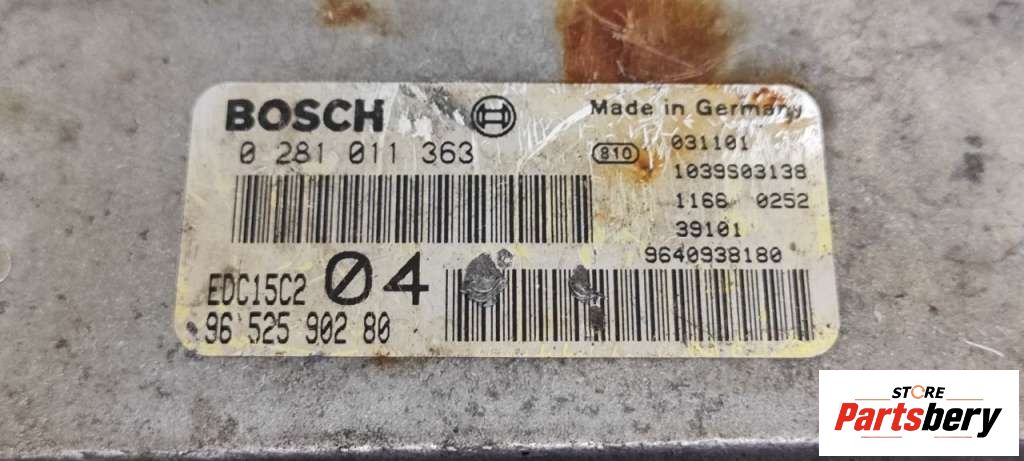 BOSCH
Made in Germany
0 281 011 363
810
031101
1039S03138
1166 0252
39101
9640938180
EDC15C2 04
96 525 902 80
STORE
Partsbery